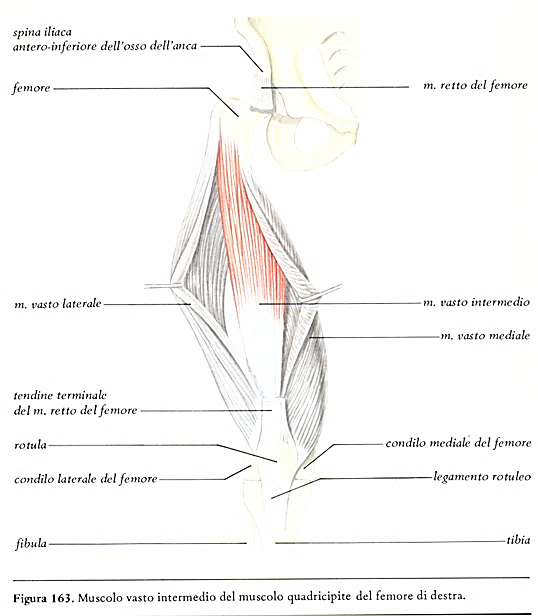 spina iliaca
antero-inferiore dell'osso dell'anca
femore
m. retto del femore
m. vasto laterale
m. vasto intermedio
m. vasto mediale
tendine terminale
del m. retto del femore
rotula
condilo mediale del femore
condilo laterale del femore
legamento rotuleo
fibula
tibia
Figura 163. Muscolo vasto intermedio del muscolo quadricipite del femore di destra.